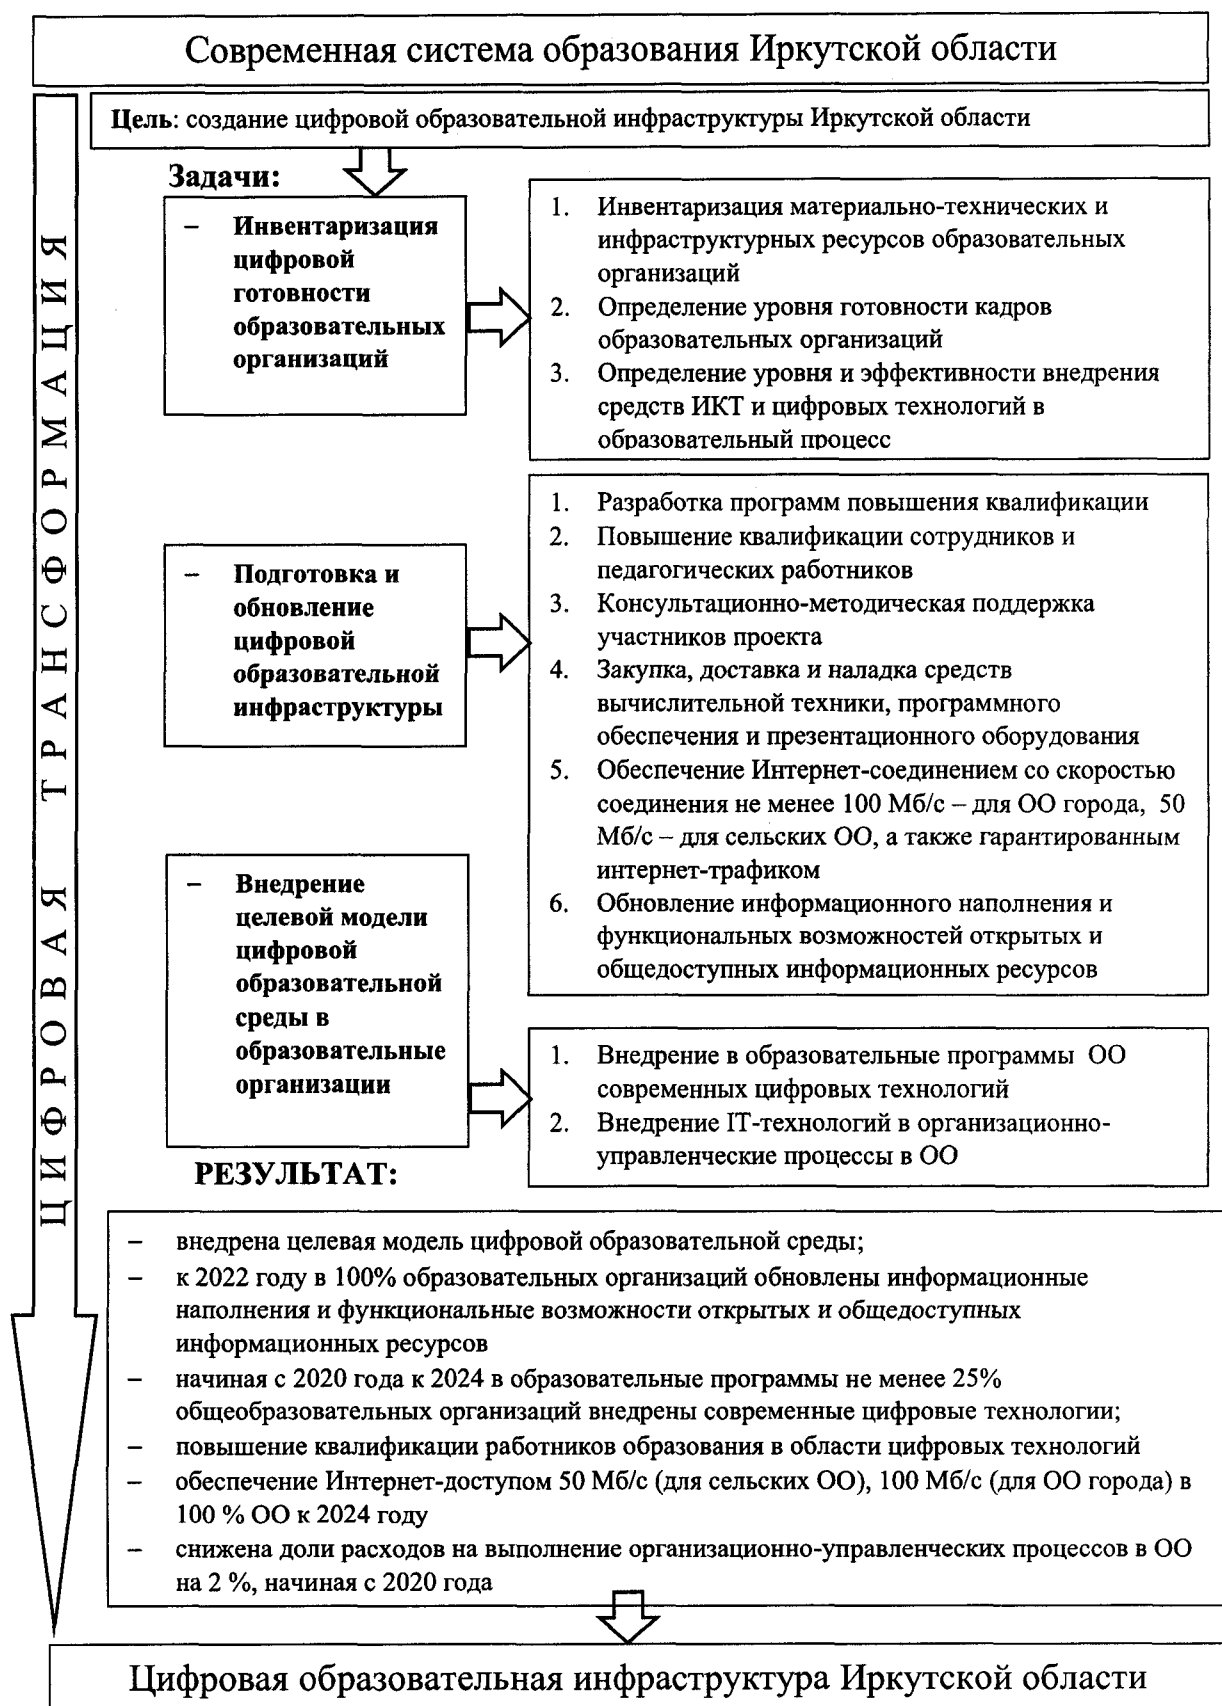 Современная система образования Иркутской области
Цель: создание цифровой образовательной инфраструктуры Иркутской области
ЦИФРОВАЯ ТРАНСФОРМАЦИЯ
Задачи:
– Инвентаризация
цифровой
готовности
образовательных
организаций
1. Инвентаризация материально-технических и
инфраструктурных ресурсов образовательных
организаций
2. Определение уровня готовности кадров
образовательных организаций
3. Определение уровня и эффективности внедрения
средств ИКТ и цифровых технологий в
образовательный процесс
– Подготовка и
обновление
цифровой
образовательной
инфраструктуры
1. Разработка программ повышения квалификации
2. Повышение квалификации сотрудников и
педагогических работников
3. Консультационно-методическая поддержка
участников проекта
4. Закупка, доставка и наладка средств
вычислительной техники, программного
обеспечения и презентационного оборудования
5. Обеспечение Интернет-соединением со скоростью
соединения не менее 100 Мб/с – для ОО города, 50
Мб/с – для сельских ОО, а также гарантированным
интернет-трафиком
6. Обновление информационного наполнения и
функциональных возможностей открытых и
общедоступных информационных ресурсов
– Внедрение
целевой модели
цифровой
образовательной
среды в
образовательные
организации
1. Внедрение в образовательные программы ОО
современных цифровых технологий
2. Внедрение IT-технологий в организационно-
управленческие процессы в ОО
РЕЗУЛЬТАТ:
– внедрена целевая модель цифровой образовательной среды;
– к 2022 году в 100% образовательных организаций обновлены информационные
наполнения и функциональные возможности открытых и общедоступных
информационных ресурсов
– начиная с 2020 года к 2024 в образовательные программы не менее 25%
общеобразовательных организаций внедрены современные цифровые технологии;
– повышение квалификации работников образования в области цифровых технологий
– обеспечение Интернет-доступом 50 Мб/с (для сельских ОО), 100 Мб/с (для ОО города) в
100 % ОО к 2024 году
– снижена доли расходов на выполнение организационно-управленческих процессов в ОО
на 2 %, начиная с 2020 года
Цифровая образовательная инфраструктура Иркутской области